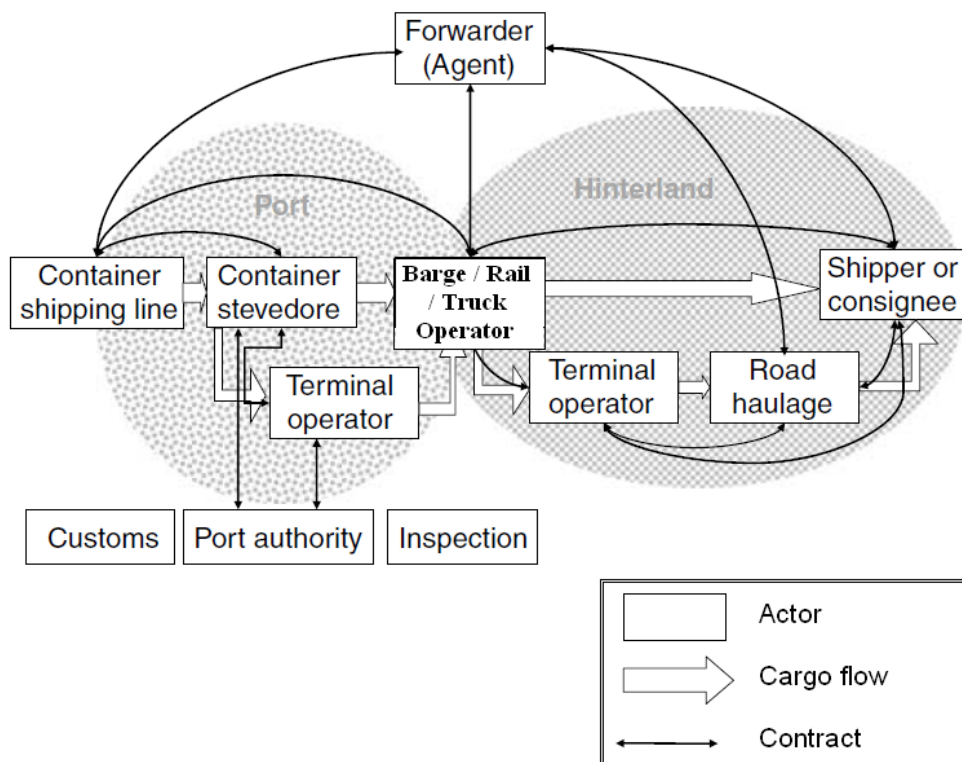 Forwarder
(Agent)
Port
Hinterland
Container
shipping line
Container
stevedore
Barge / Rail
/ Truck
Operator
Shipper or
consignee
Terminal
operator
Terminal
operator
Road
haulage
Customs
Port authority
Inspection
Actor
Cargo flow
Contract